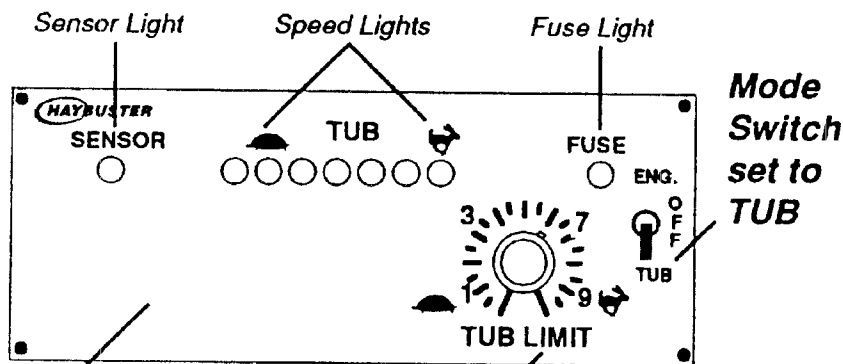 Sensor Light Speed Lights Fuse Light
Mode
Switch
set to
TUB
HAYBUSTER
SENSOR TUB FUSE
ENG.
OFF
TUB
3 7
1 9
TUB LIMIT